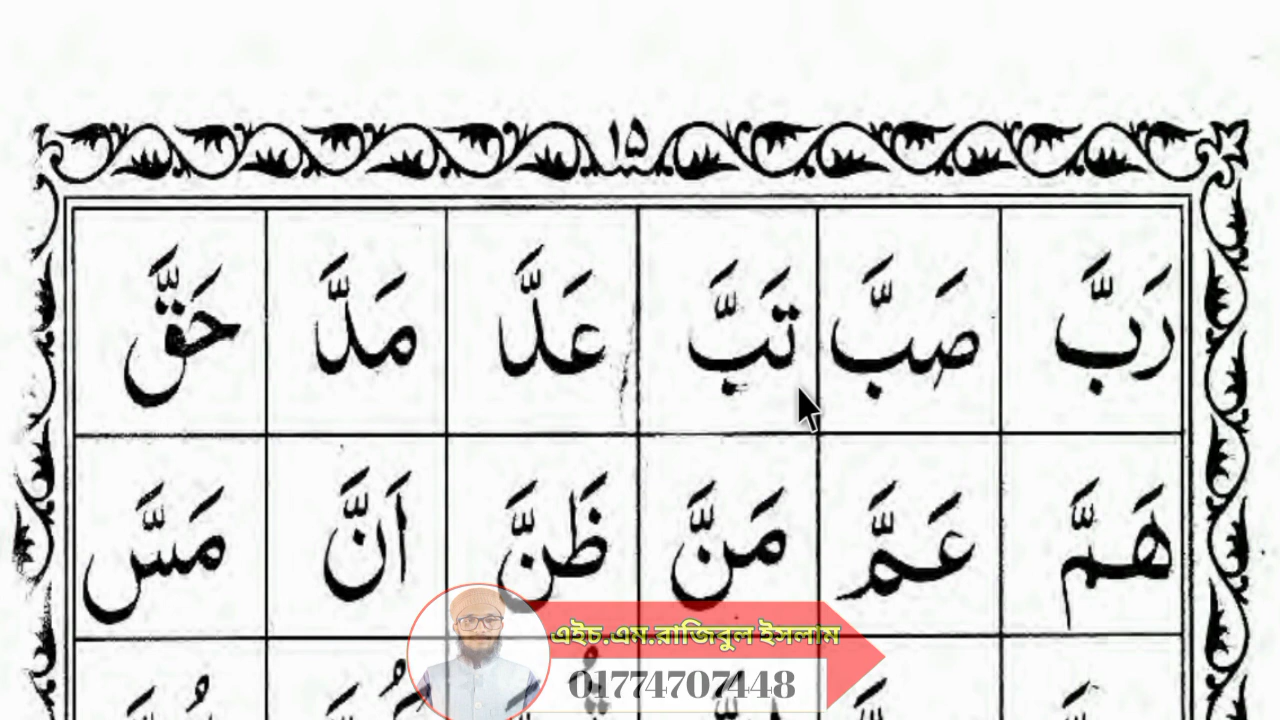 ١٥
رَبَّ صَبَّ تَبَّ عَدَّ مَدَّ حَقَّ
هَمَّ عَمَّ مَنَّ ظَنَّ اَنَّ مَسَّ
এইচ.এম.রাজিবুল ইসলাম
01774707448